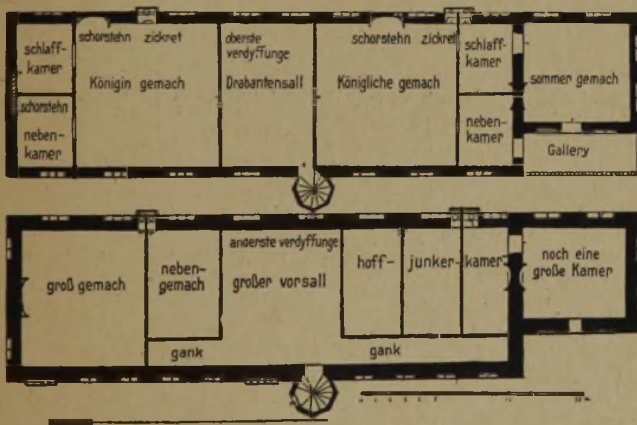 schorstehn zickret
oberste
verdyffunge
schorstehn zickret
schlaff-
kamer
Königin gemach
Drabantensall
Königliche gemach
schlaff-
kamer
sommer gemach
schorstehn
neben-
kamer
neben-
kamer
Gallery
anderste verdyffunge
groß gemach
neben-
gemach
großer vorsall
hoff-
junker-
kamer
noch eine
große Kamer
gank
gank